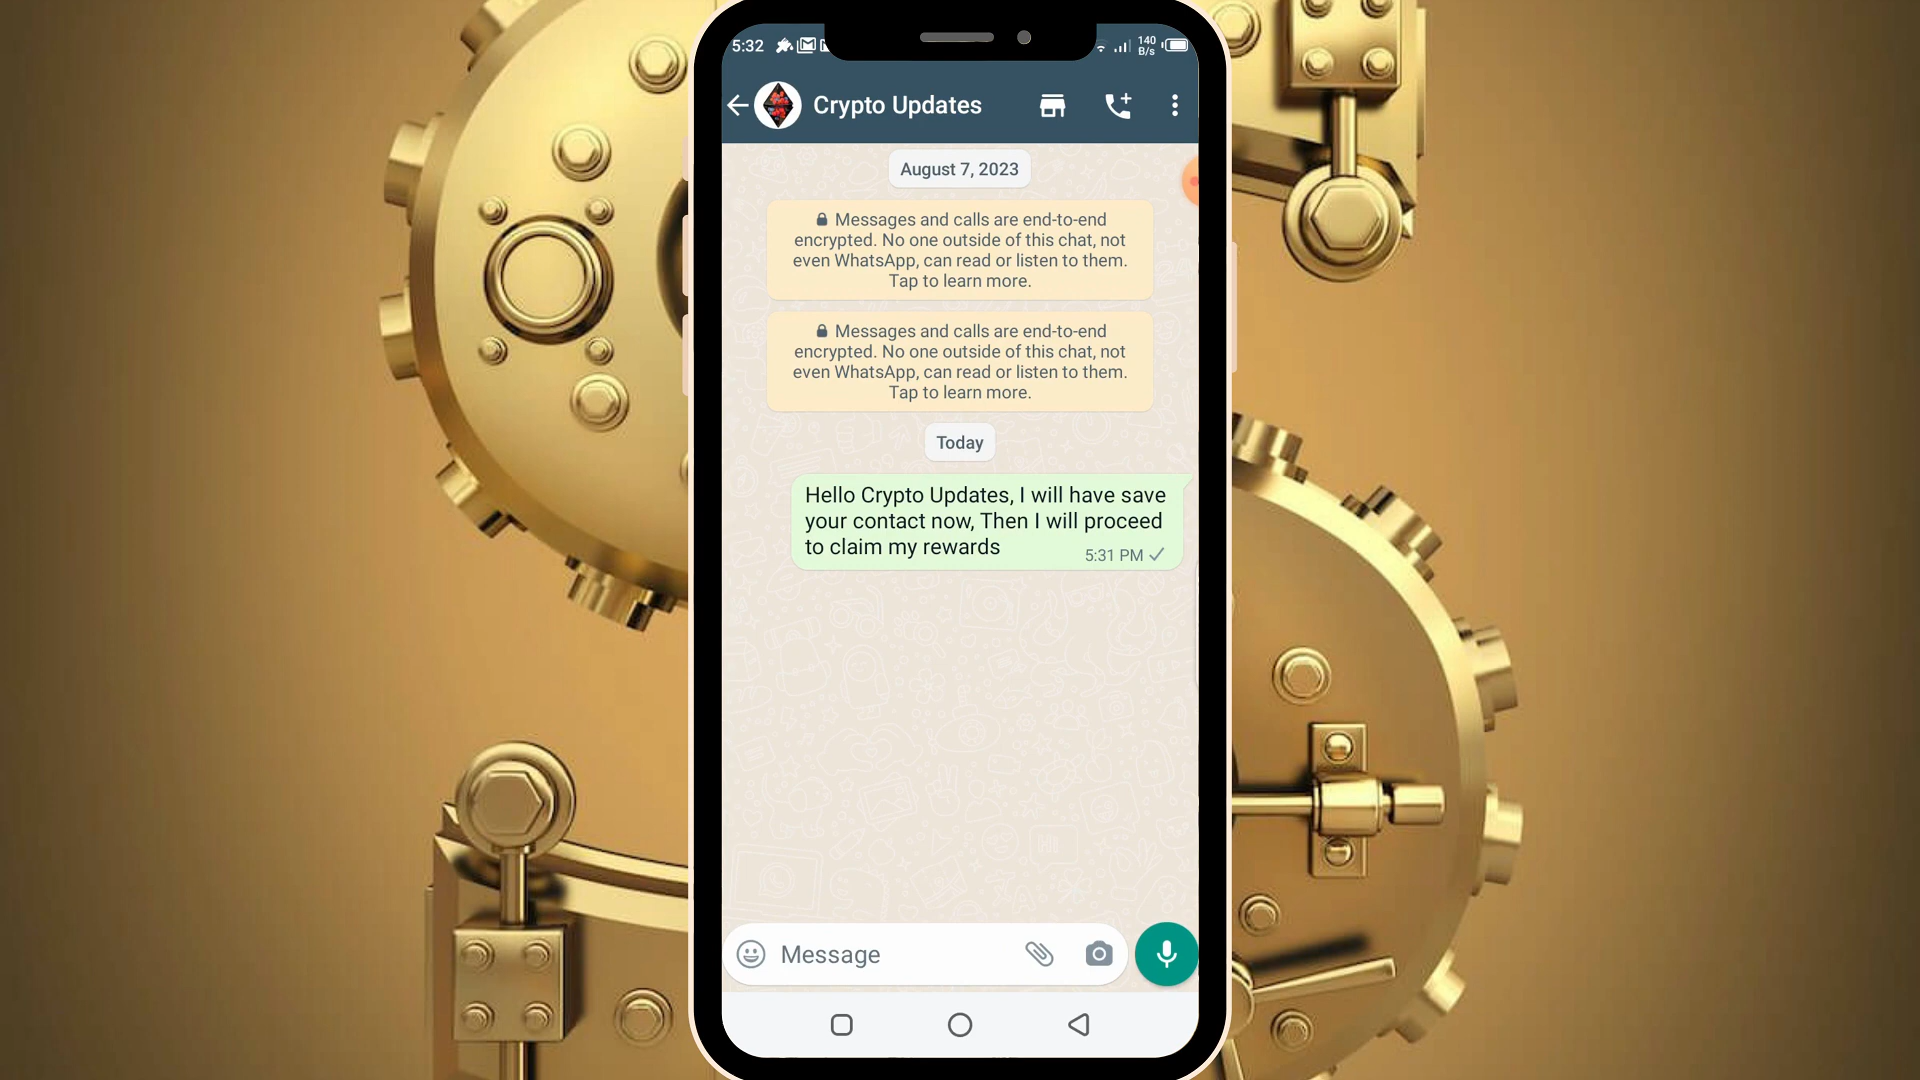 5:32
140
B/s
Crypto Updates
August 7, 2023
Messages and calls are end-to-end
encrypted. No one outside of this chat, not
even WhatsApp, can read or listen to them.
Tap to learn more.
Messages and calls are end-to-end
encrypted. No one outside of this chat, not
even WhatsApp, can read or listen to them.
Tap to learn more.
Today
Hello Crypto Updates, I will have save
your contact now, Then I will proceed
to claim my rewards
5:31 PM
Message